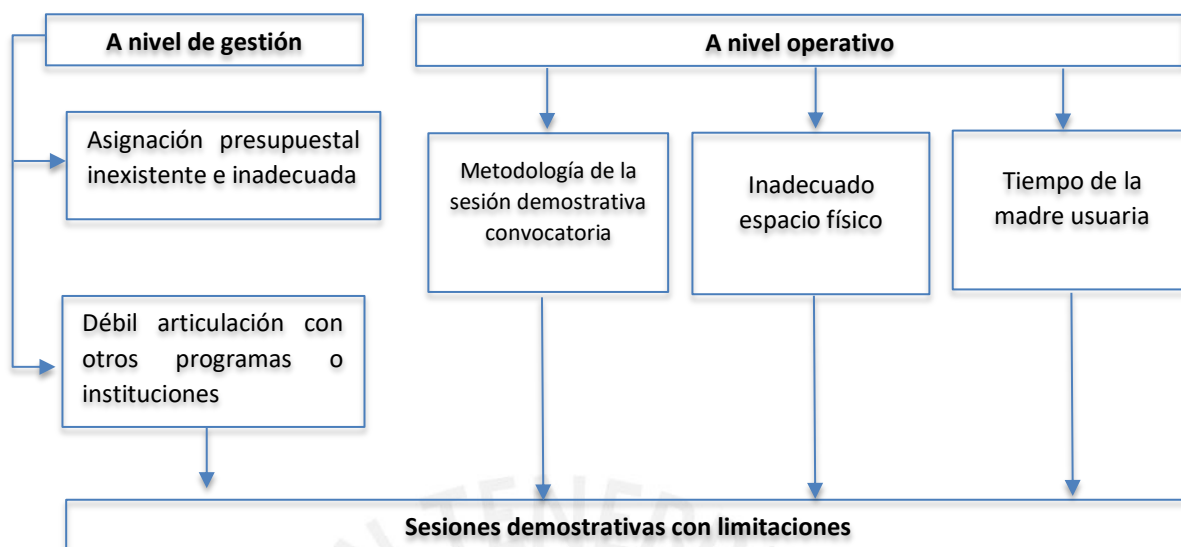 A nivel de gestión
A nivel operativo
Asignación presupuestal
inexistente e inadecuada
Metodología de la
sesión demostrativa
convocatoria
Inadecuado
espacio físico
Tiempo de la
madre usuaria
Débil articulación con
otros programas o
instituciones
TENEB
Sesiones demostrativas con limitaciones